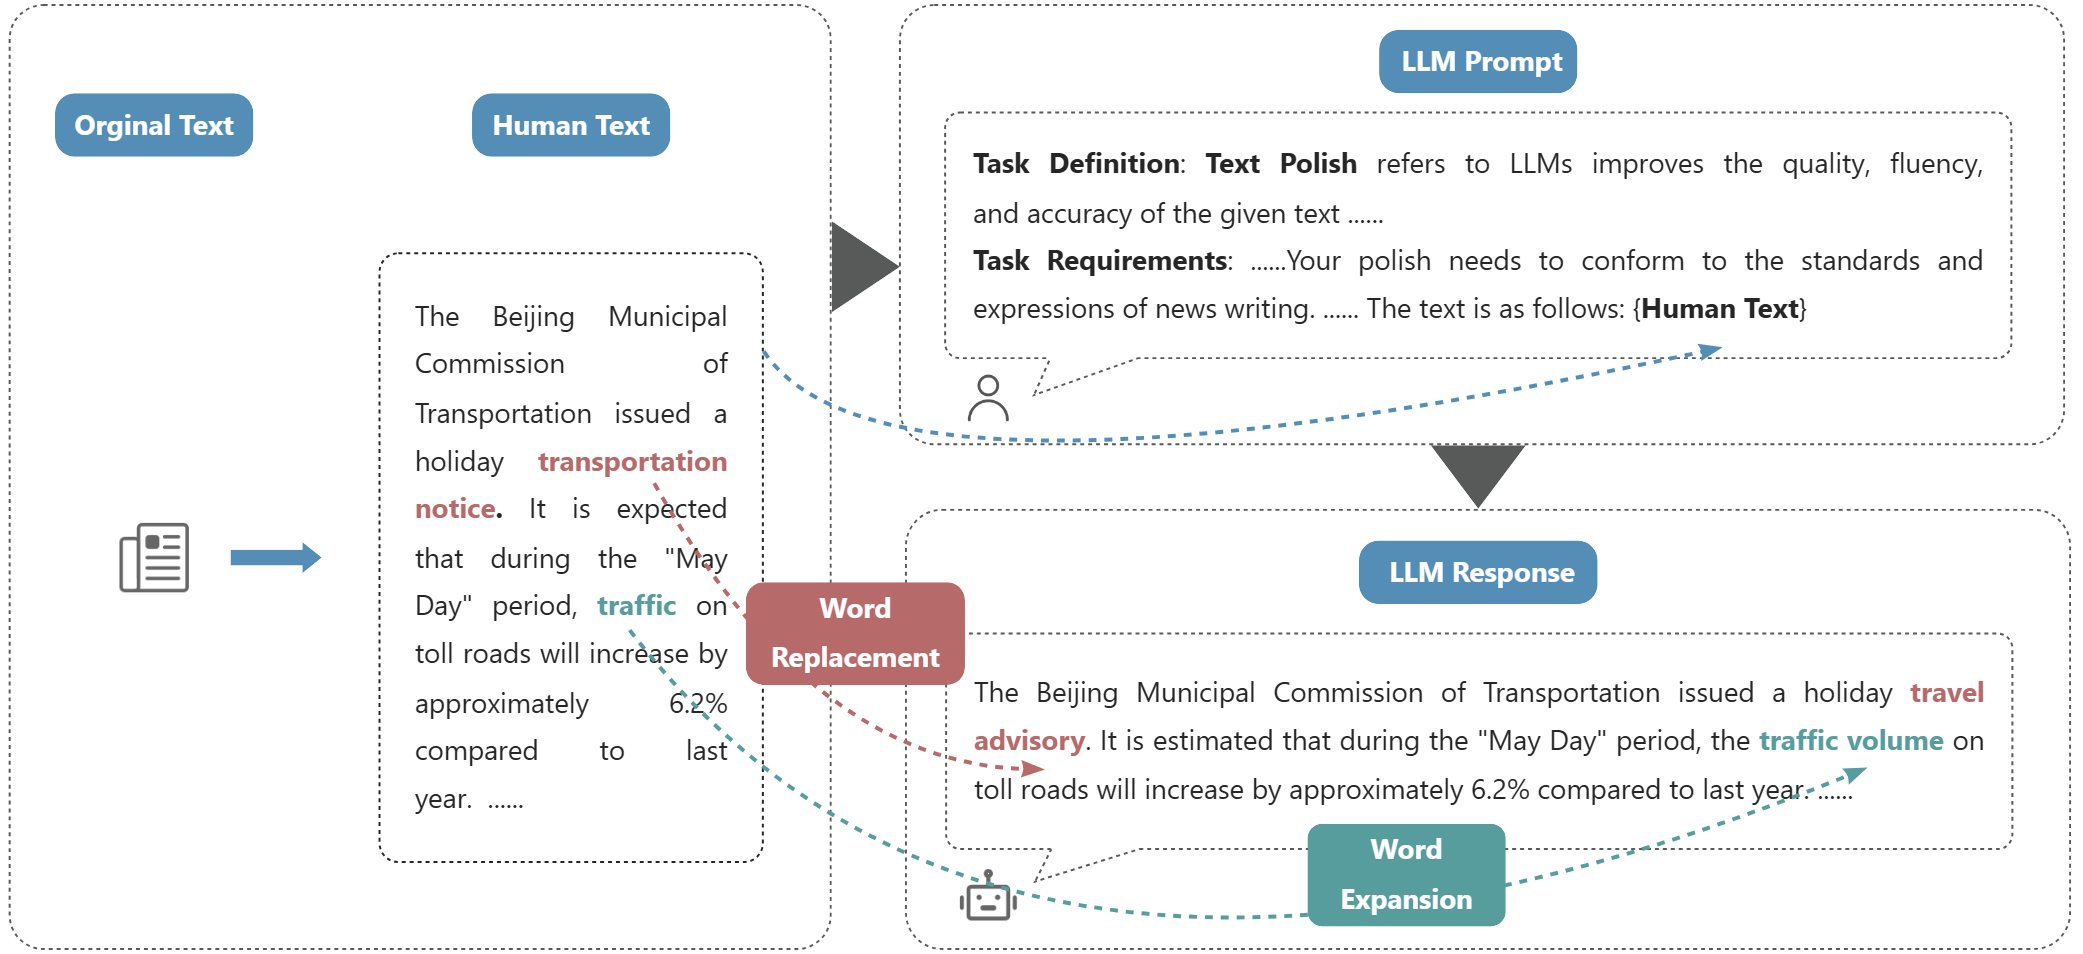 Orginal Text
Human Text
The Beijing Municipal
Commission of
Transportation issued a
holiday transportation
notice. It is expected
that during the "May
Day" period, traffic on
toll roads will increase by
approximately 6.2%
compared to last
year. ......
LLM Prompt
Task Definition: Text Polish refers to LLMs improves the quality, fluency,
and accuracy of the given text ......
Task Requirements: ......Your polish needs to conform to the standards and
expressions of news writing. ...... The text is as follows: {Human Text}
Word
Replacement
LLM Response
The Beijing Municipal Commission of Transportation issued a holiday travel
advisory. It is estimated that during the "May Day" period, the traffic volume on
toll roads will increase by approximately 6.2% compared to last year. ......
Word
Expansion